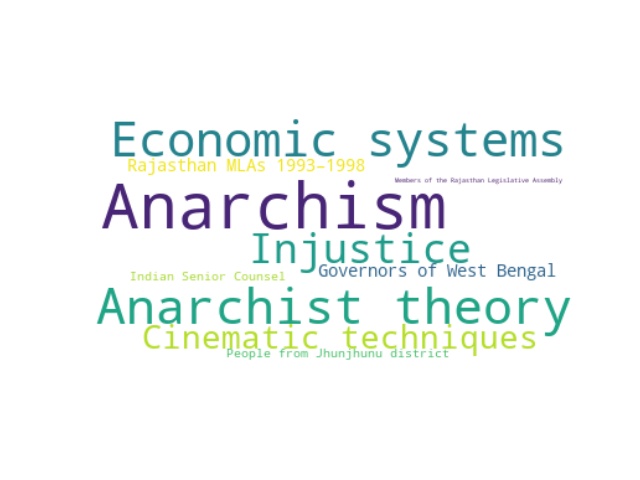 Economic systems
Rajasthan MLAs 1993–1998
Members of the Rajasthan Legislative Assembly
Anarchism
Injustice
Governors of West Bengal
Indian Senior Counsel
Anarchist theory
Cinematic techniques
People from Jhunjhunu district